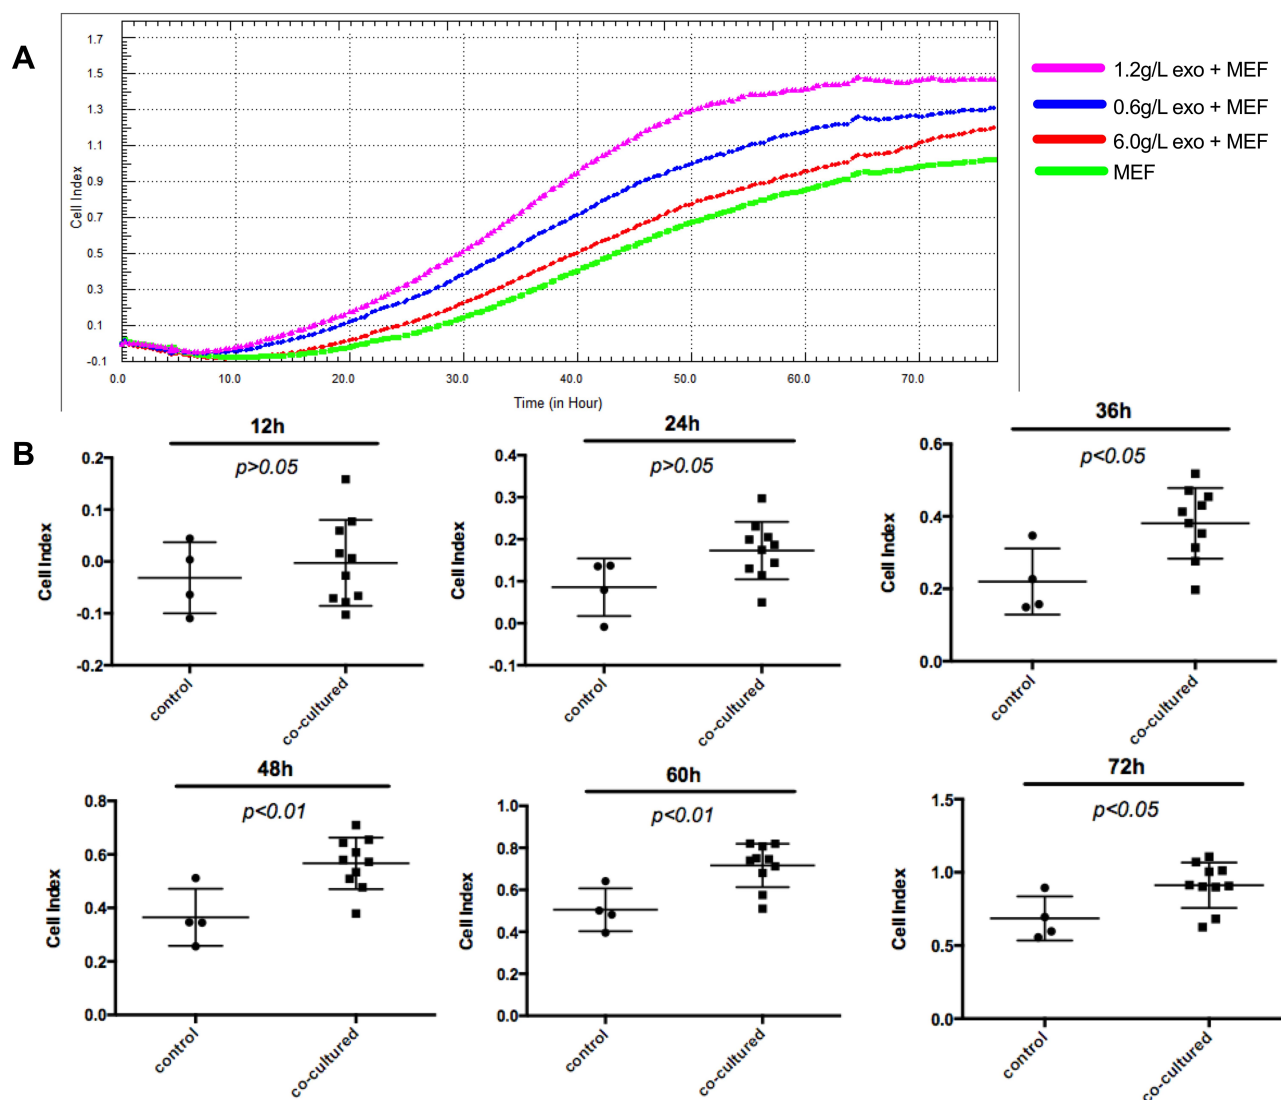 A
1.7
1.5
1.3
1.1
0.9
0.7
0.5
0.3
0.1
-0.1
Cell Index
0.0 10.0 20.0 30.0 40.0 50.0 60.0 70.0
Time (in Hour)
1.2g/L exo + MEF
0.6g/L exo + MEF
6.0g/L exo + MEF
MEF
B
12h
p>0.05
0.2
0.1
0.0
-0.1
-0.2
Cell Index
control
co-cultured
24h
p>0.05
0.4
0.3
0.2
0.1
0.0
-0.1
Cell Index
control
co-cultured
36h
p<0.05
0.6
0.4
0.2
0.0
Cell Index
control
co-cultured
48h
p<0.01
0.8
0.6
0.4
0.2
0.0
Cell Index
control
co-cultured
60h
p<0.01
1.0
0.8
0.6
0.4
0.2
0.0
Cell Index
control
co-cultured
72h
p<0.05
1.5
1.0
0.5
0.0
Cell Index
control
co-cultured